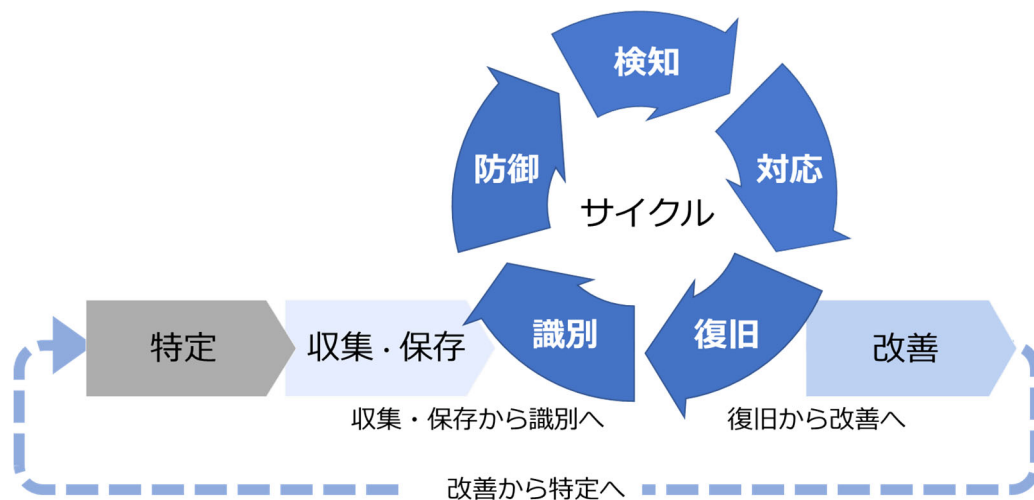 検知
防御
対応
サイクル
特定
収集・保存
識別
復旧
改善
収集・保存から識別へ
復旧から改善へ
改善から特定へ